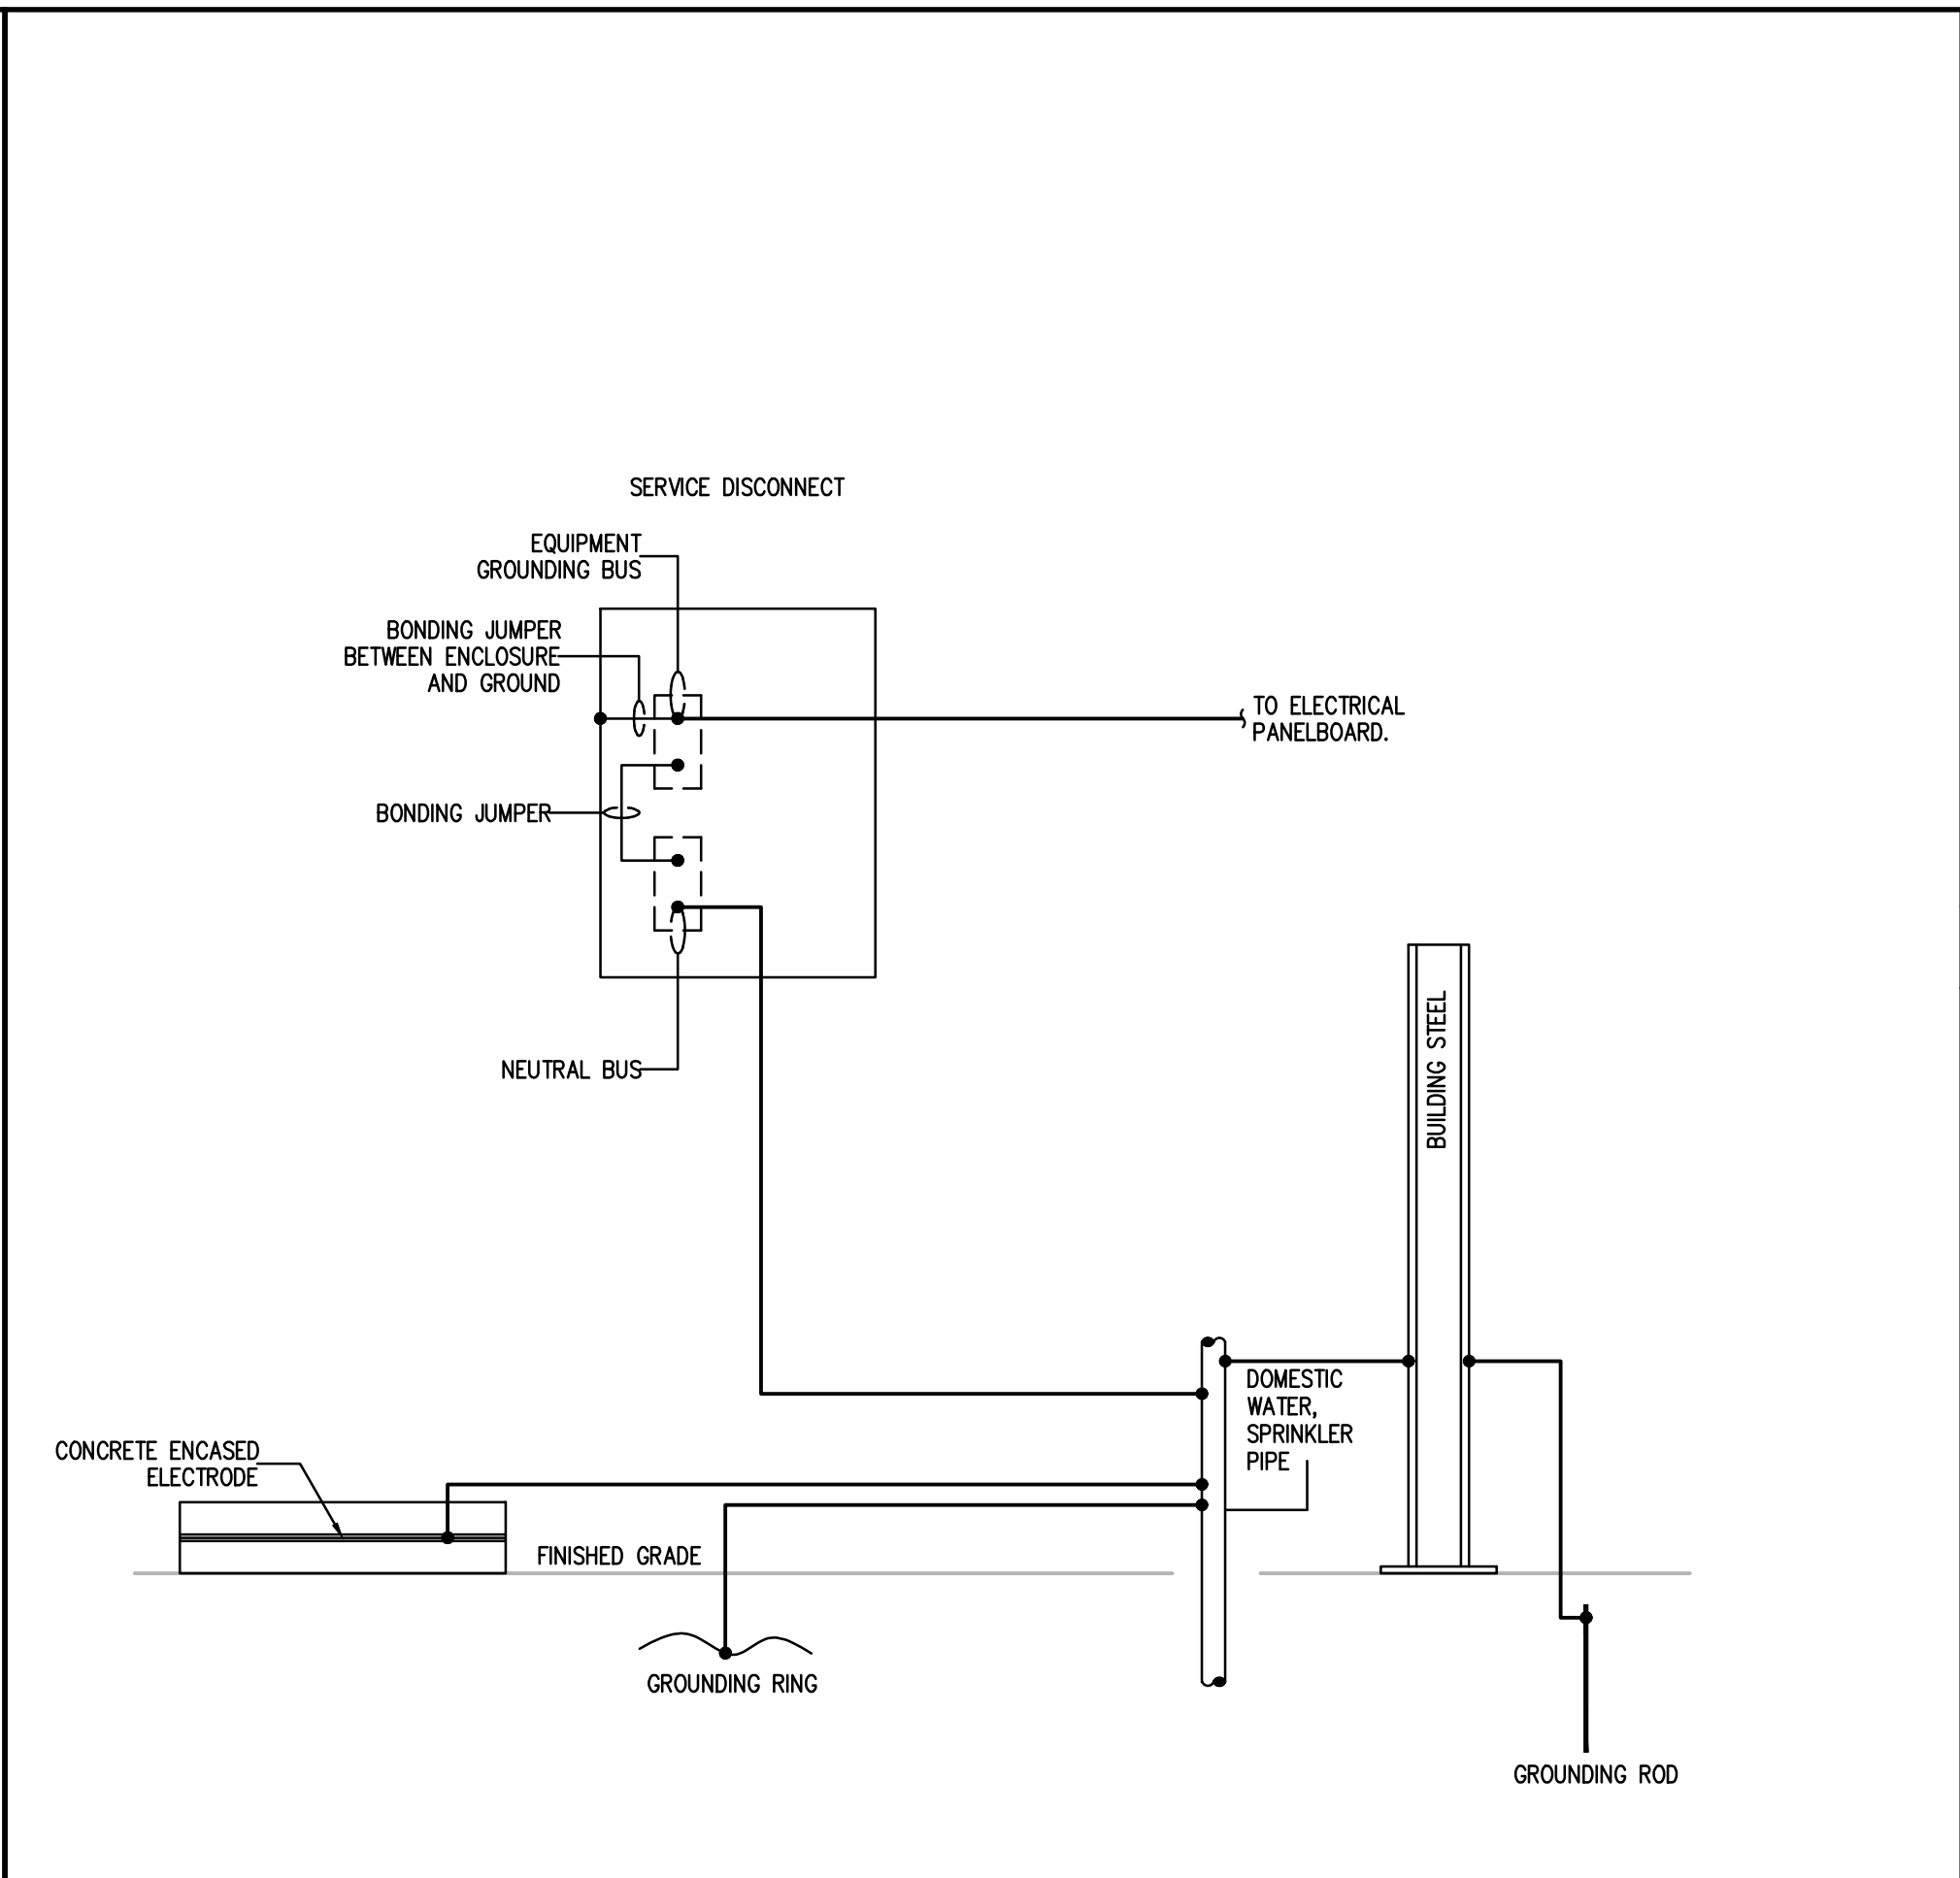 SERVICE DISCONNECT
EQUIPMENT
GROUNDING BUS
BONDING JUMPER
BETWEEN ENCLOSURE
AND GROUND
TO ELECTRICAL
PANELBOARD.
BONDING JUMPER
NEUTRAL BUS
BUILDING STEEL
DOMESTIC
WATER,
SPRINKLER
PIPE
CONCRETE ENCASED
ELECTRODE
FINISHED GRADE
GROUNDING RING
GROUNDING ROD